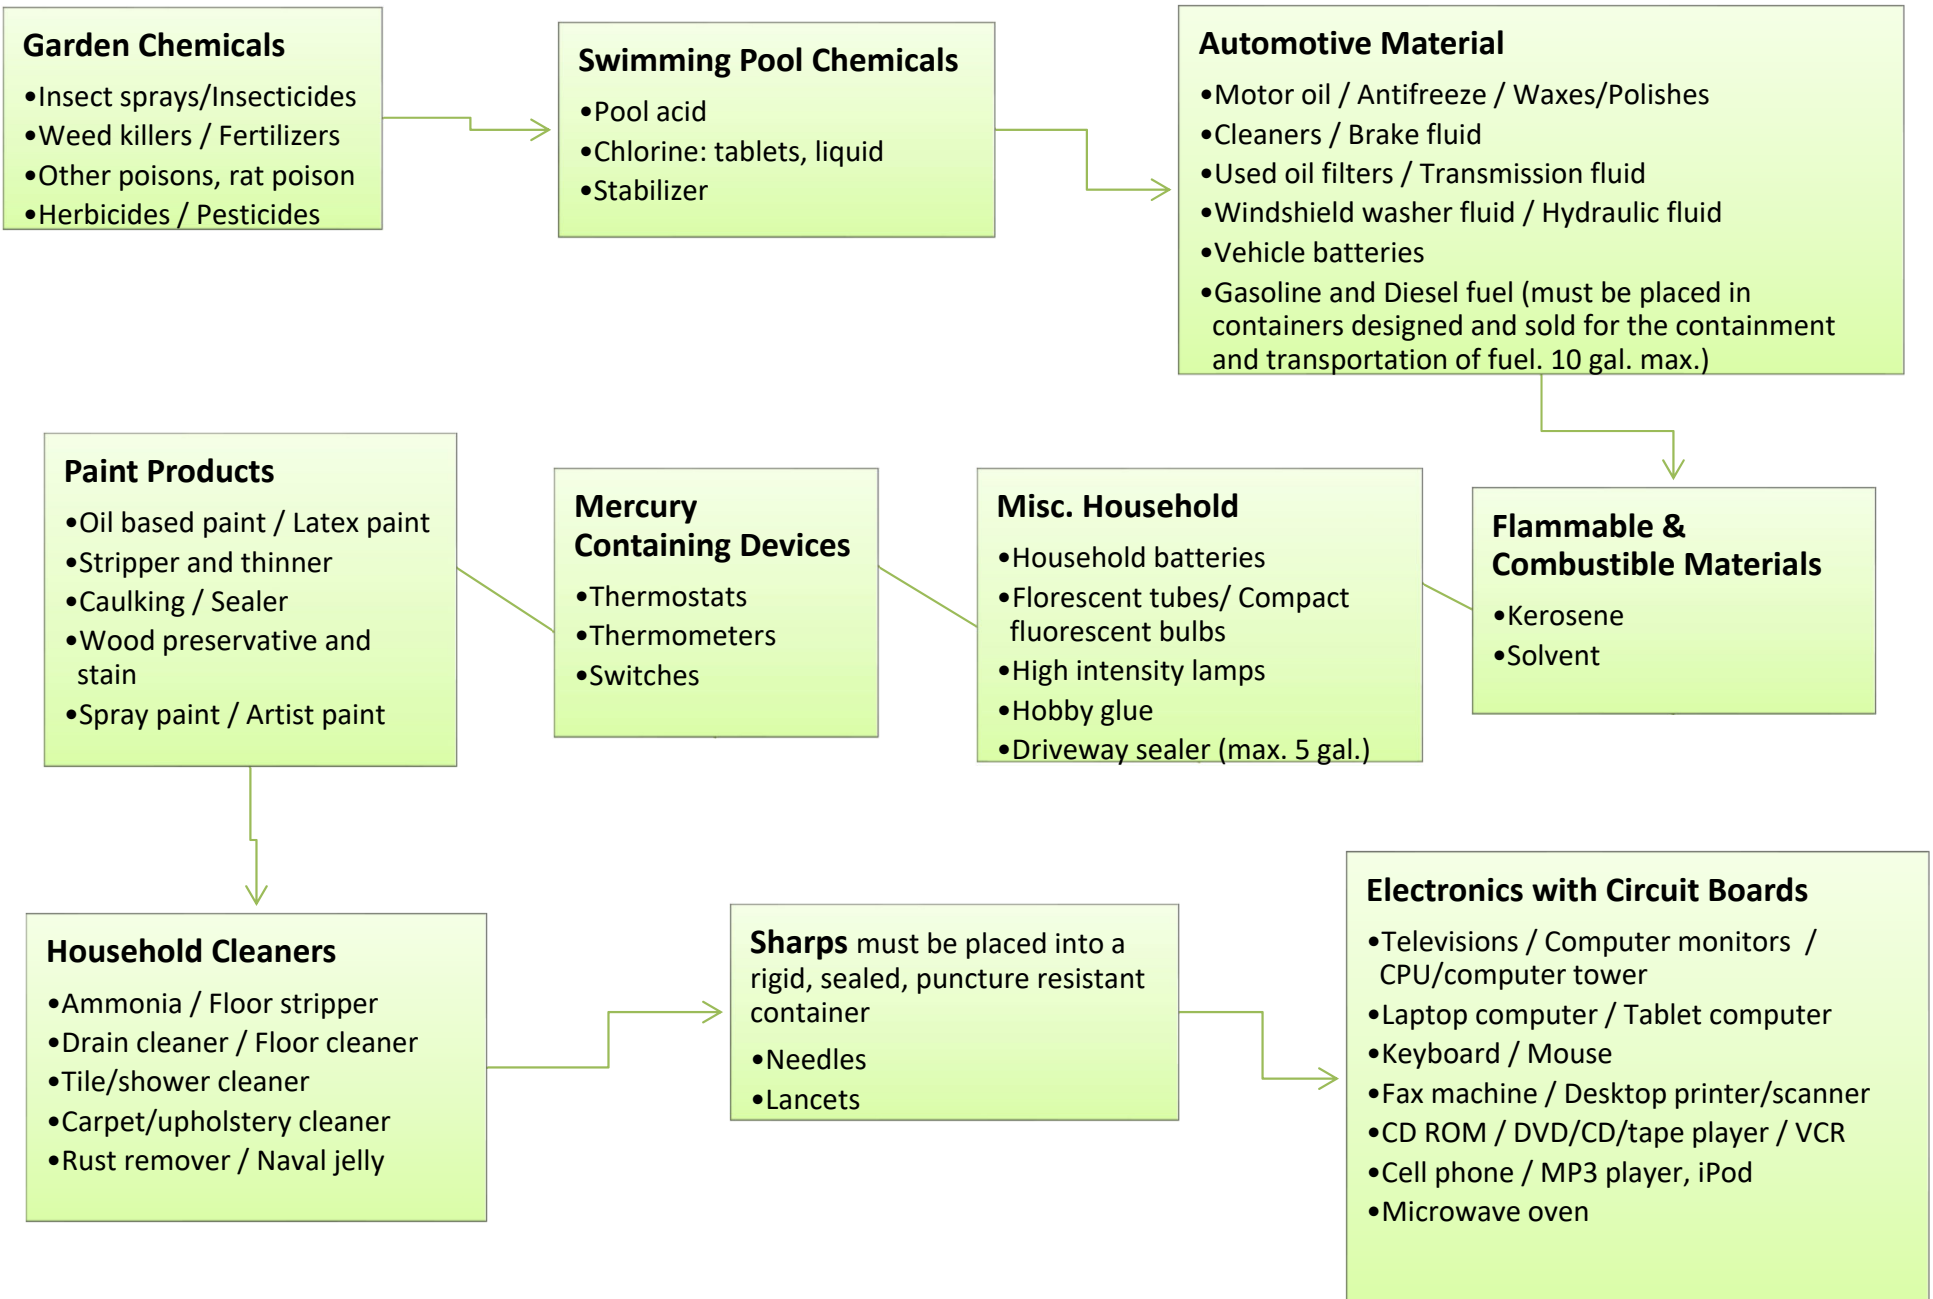 Garden Chemicals
•Insect sprays/Insecticides
•Weed killers / Fertilizers
•Other poisons, rat poison
•Herbicides / Pesticides
Swimming Pool Chemicals
•Pool acid
•Chlorine: tablets, liquid
•Stabilizer
Automotive Material
•Motor oil / Antifreeze / Waxes/Polishes
•Cleaners / Brake fluid
•Used oil filters / Transmission fluid
•Windshield washer fluid / Hydraulic fluid
•Vehicle batteries
•Gasoline and Diesel fuel (must be placed in
containers designed and sold for the containment
and transportation of fuel. 10 gal. max.)
Flammable &
Combustible Materials
•Kerosene
•Solvent
Misc. Household
•Household batteries
•Florescent tubes/ Compact
fluorescent bulbs
•High intensity lamps
•Hobby glue
•Driveway sealer (max. 5 gal.)
Mercury
Containing Devices
•Thermostats
•Thermometers
•Switches
Paint Products
•Oil based paint / Latex paint
•Stripper and thinner
•Caulking / Sealer
•Wood preservative and
stain
•Spray paint / Artist paint
Household Cleaners
•Ammonia / Floor stripper
•Drain cleaner / Floor cleaner
•Tile/shower cleaner
•Carpet/upholstery cleaner
•Rust remover / Naval jelly
Sharps must be placed into a
rigid, sealed, puncture resistant
container
•Needles
•Lancets
Electronics with Circuit Boards
•Televisions / Computer monitors /
CPU/computer tower
•Laptop computer / Tablet computer
•Keyboard / Mouse
•Fax machine / Desktop printer/scanner
•CD ROM / DVD/CD/tape player / VCR
•Cell phone / MP3 player, iPod
•Microwave oven